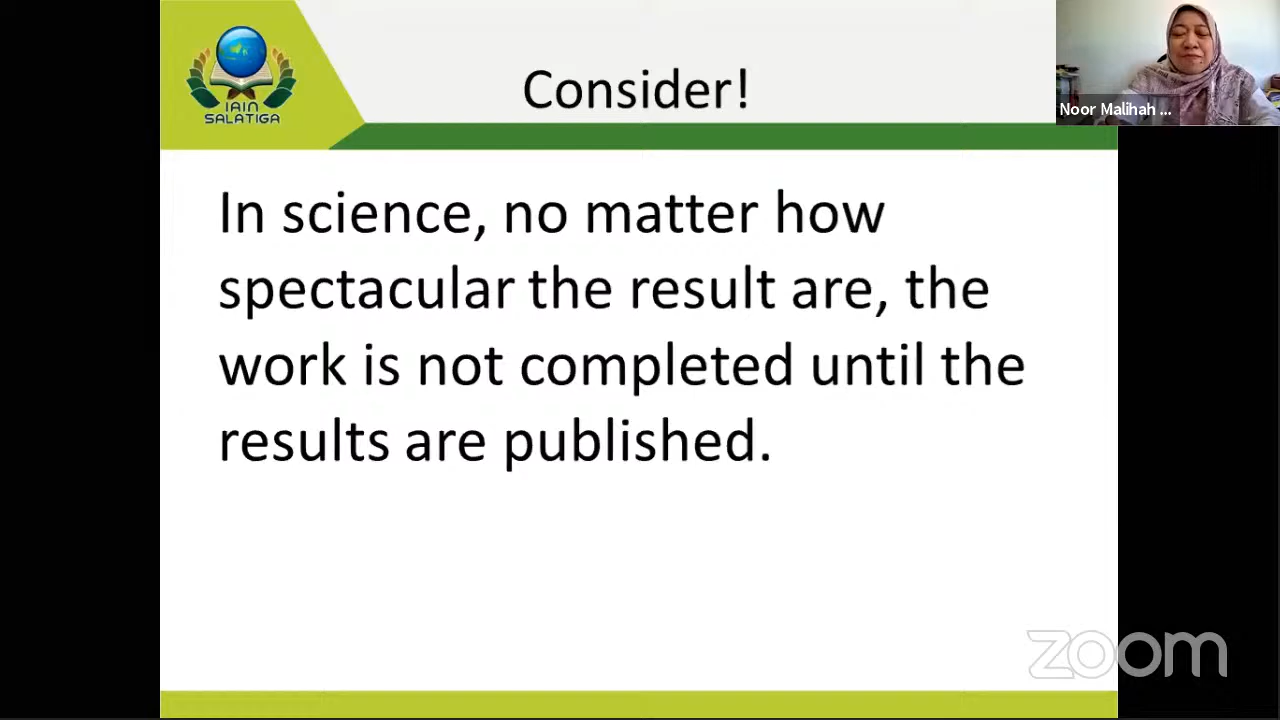 IAIN
SALATIGA
Consider!
Noor Malihah ...
In science, no matter how
spectacular the result are, the
work is not completed until the
results are published.
zoom